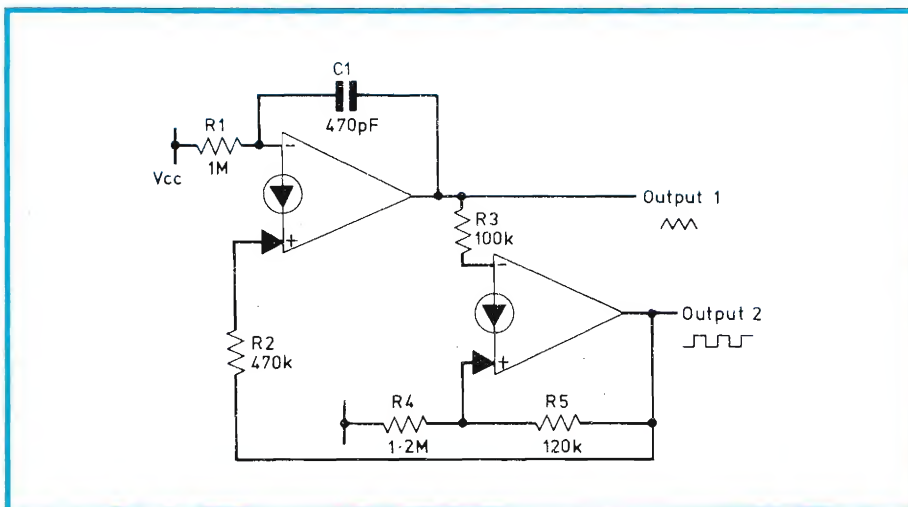 C1
470pF
R1
1M
Vcc
-
+
Output 1
R3
100k
-
+
Output 2
R2
470k
R4
1·2M
R5
120k